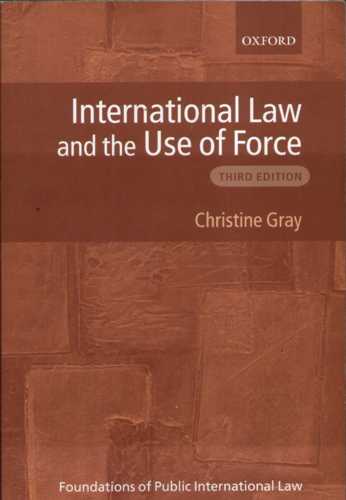 OXFORD
International Law
and the Use of Force
THIRD EDITION
Christine Gray
Foundations of Public International Law